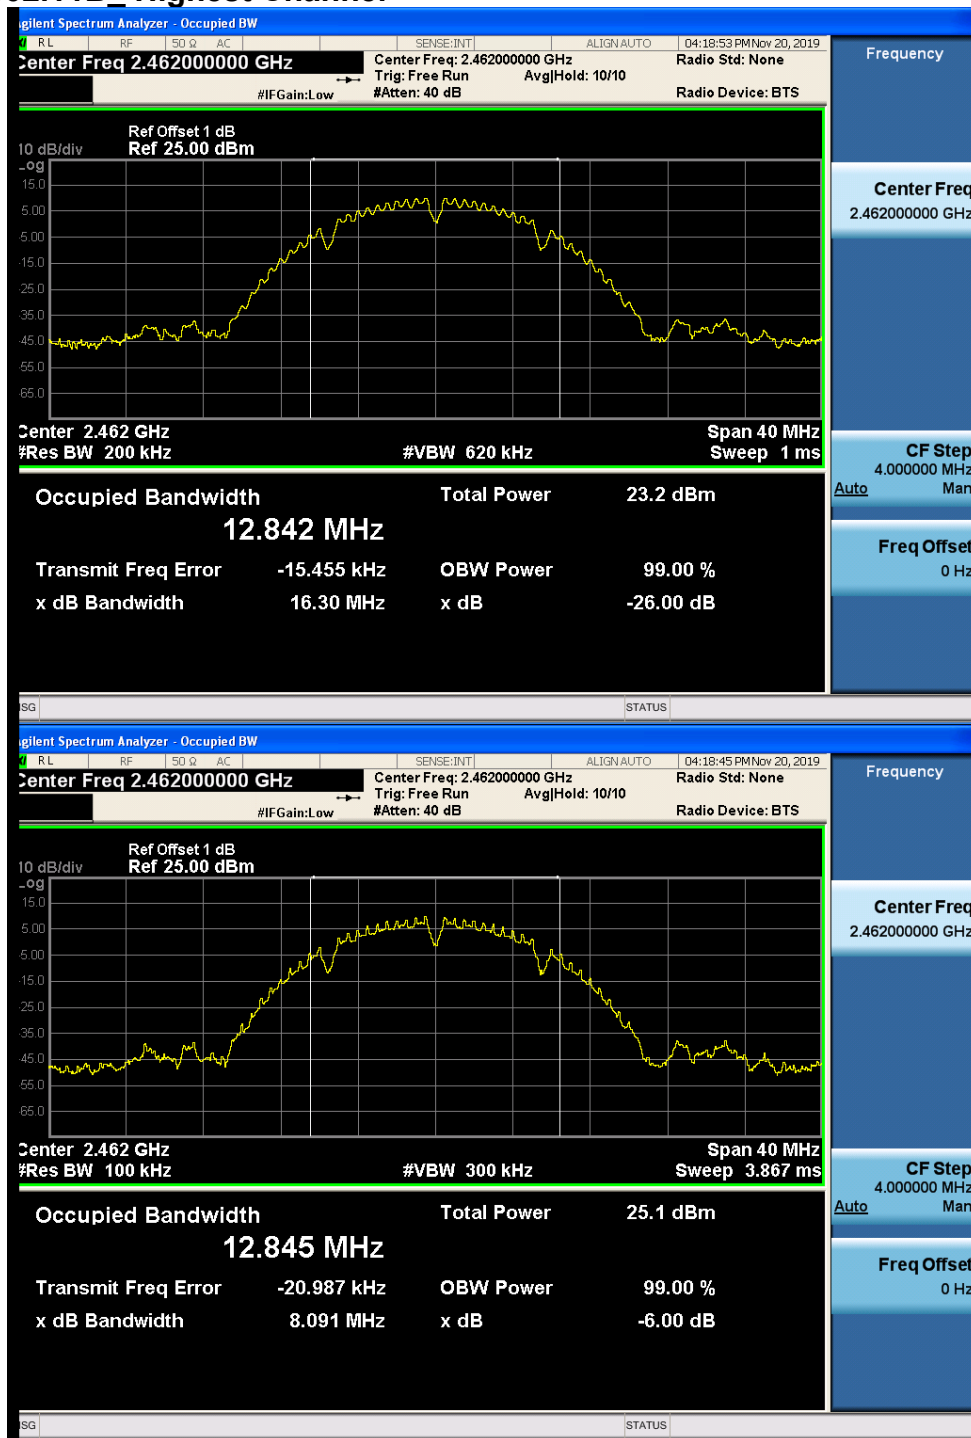 Highest Channel
Agilent Spectrum Analyzer - Occupied BW
RL RF 50 Ω AC SENSE:INT ALIGN AUTO 04:18:53 PM Nov 20, 2019
Center Freq 2.462000000 GHz Center Freq: 2.462000000 GHz Radio Std: None Frequency
Trig: Free Run Avg|Hold: 10/10
#IFGain:Low #Atten: 40 dB Radio Device: BTS
Ref Offset 1 dB
10 dB/div Ref 25.00 dBm
Log
15.0
5.00
-5.00
-15.0
-25.0
-35.0
-45.0
-55.0
-65.0
Center Freq
2.462000000 GHz
Center 2.462 GHz Span 40 MHz
#Res BW 200 kHz #VBW 620 kHz Sweep 1 ms
CF Step
4.000000 MHz
Auto Man
Occupied Bandwidth Total Power 23.2 dBm
12.842 MHz
Transmit Freq Error -15.455 kHz OBW Power 99.00 %
x dB Bandwidth 16.30 MHz x dB -26.00 dB
Freq Offset
0 Hz
MSG STATUS
Agilent Spectrum Analyzer - Occupied BW
RL RF 50 Ω AC SENSE:INT ALIGN AUTO 04:18:45 PM Nov 20, 2019
Center Freq 2.462000000 GHz Center Freq: 2.462000000 GHz Radio Std: None Frequency
Trig: Free Run Avg|Hold: 10/10
#IFGain:Low #Atten: 40 dB Radio Device: BTS
Ref Offset 1 dB
10 dB/div Ref 25.00 dBm
Log
15.0
5.00
-5.00
-15.0
-25.0
-35.0
-45.0
-55.0
-65.0
Center Freq
2.462000000 GHz
Center 2.462 GHz Span 40 MHz
#Res BW 100 kHz #VBW 300 kHz Sweep 3.867 ms
CF Step
4.000000 MHz
Auto Man
Occupied Bandwidth Total Power 25.1 dBm
12.845 MHz
Transmit Freq Error -20.987 kHz OBW Power 99.00 %
x dB Bandwidth 8.091 MHz x dB -6.00 dB
Freq Offset
0 Hz
MSG STATUS